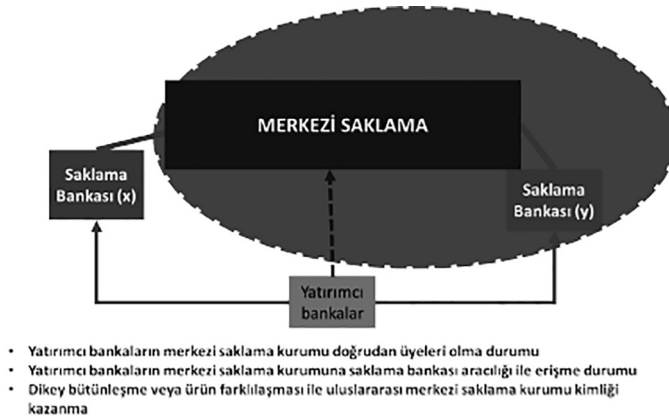 MERKEZİ SAKLAMA
Saklama
Bankası (x)
Saklama
Bankası (y)
Yatırımcı
bankalar
• Yatırımcı bankaların merkezi saklama kurumu doğrudan üyeleri olma durumu
• Yatırımcı bankaların merkezi saklama kurumuna saklama bankası aracılığı ile erişme durumu
• Dikey bütünleşme veya ürün farklılaşması ile uluslararası merkezi saklama kurumu kimliği
kazanma